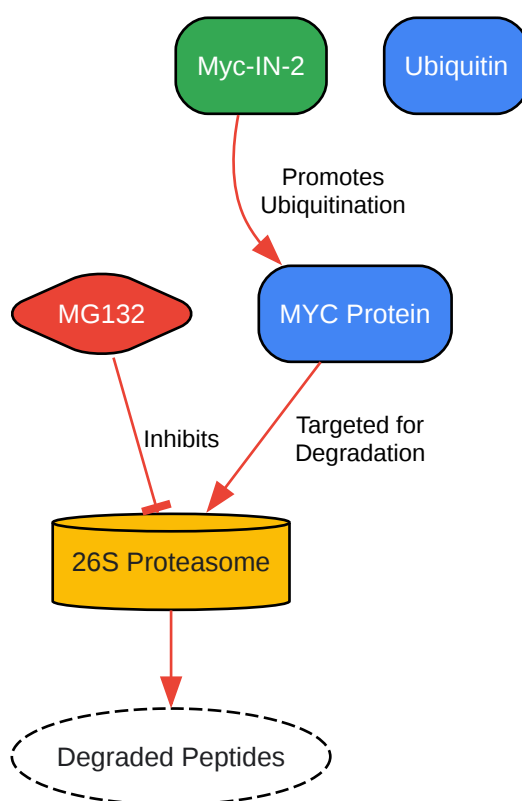 Myc-IN-2
Ubiquitin
Promotes
Ubiquitination
MG132
MYC Protein
Inhibits
Targeted for
Degradation
26S Proteasome
Degraded Peptides